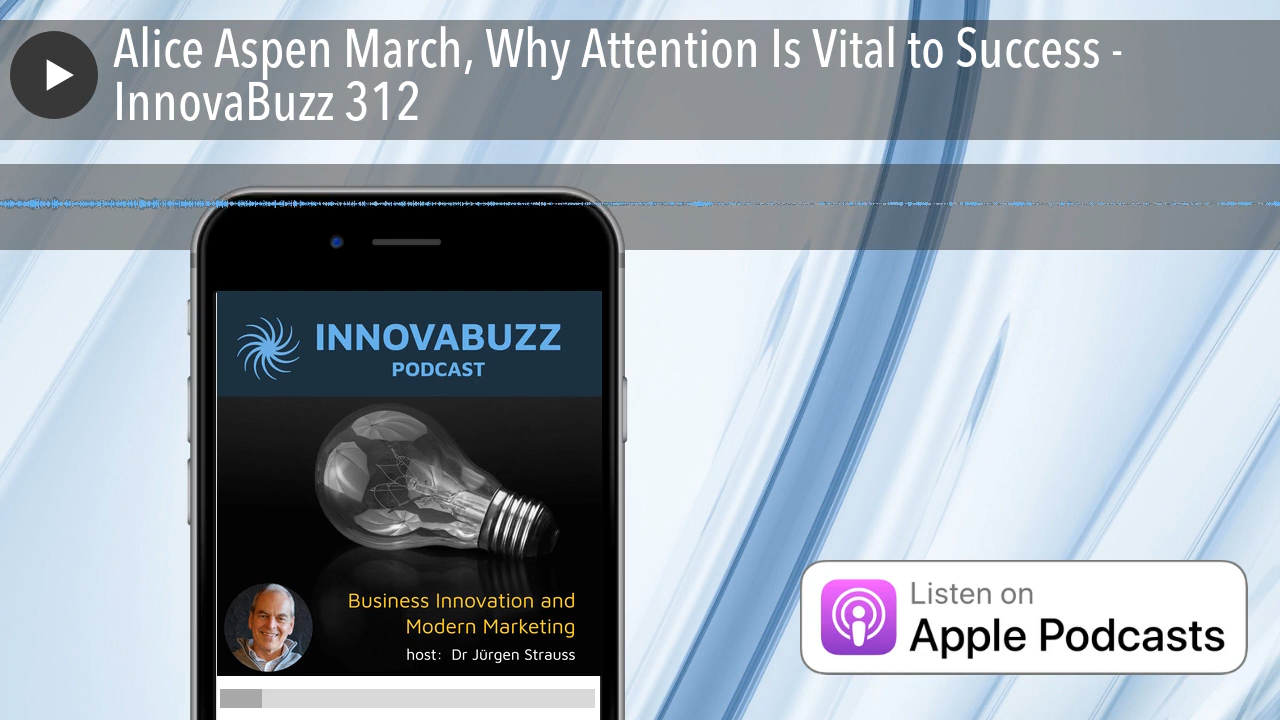 Alice Aspen March, Why Attention Is Vital to Success -
InnovaBuzz 312
INNOVABUZZ
PODCAST
Business Innovation and
Modern Marketing
host: Dr Jürgen Strauss
Listen on
Apple Podcasts